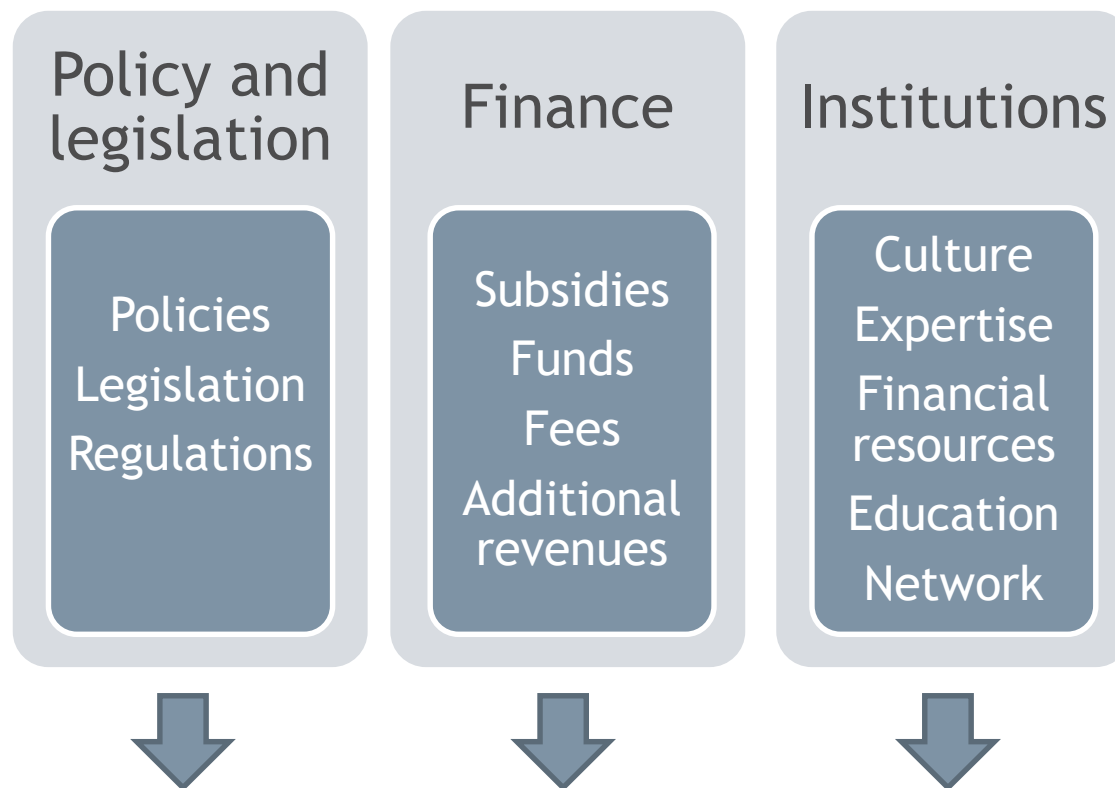 Policy and
legislation
Policies
Legislation
Regulations
Finance
Subsidies
Funds
Fees
Additional
revenues
Institutions
Culture
Expertise
Financial
resources
Education
Network